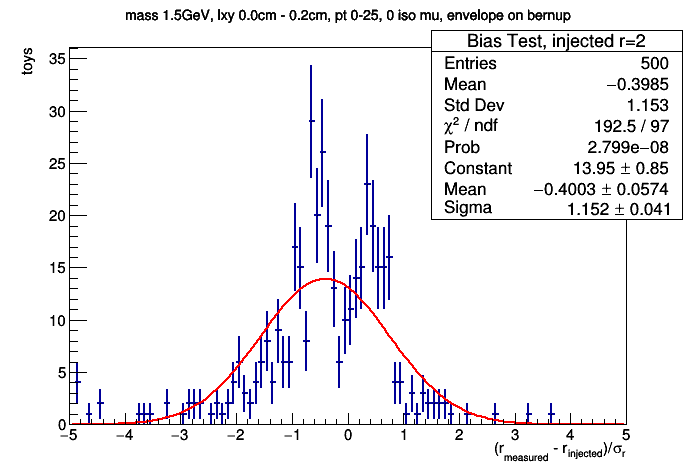 mass 1.5GeV, lxy 0.0cm - 0.2cm, pt 0-25, 0 iso mu, envelope on bernup
Bias Test, injected r=2
Entries 500
Mean −0.3985
Std Dev 1.153
χ² / ndf 192.5 / 97
Prob 2.799e−08
Constant 13.95 ± 0.85
Mean −0.4003 ± 0.0574
Sigma 1.152 ± 0.041
toys
35
30
25
20
15
10
5
0
−5 −4 −3 −2 −1 0 1 2 3 4 5
(r_measured - r_injected)/σ_r